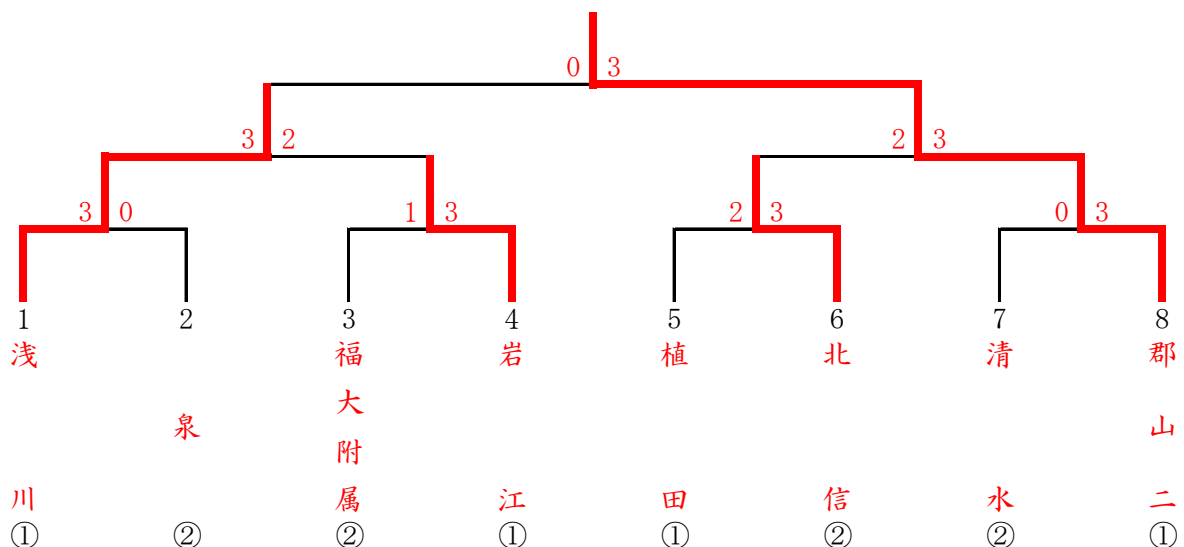 0 3
3 2
2 3
3 0
1 3
2 3
0 3
1 2 3 4 5 6 7 8
浅川
泉
福大附属
岩江
植田
北信
清水
郡山二
① ② ② ① ① ② ② ①